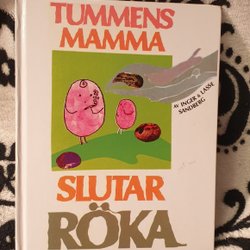 TUMMENS
MAMMA
AV INGER & LASSE
SANDBERG
SLUTAR
RÖKA